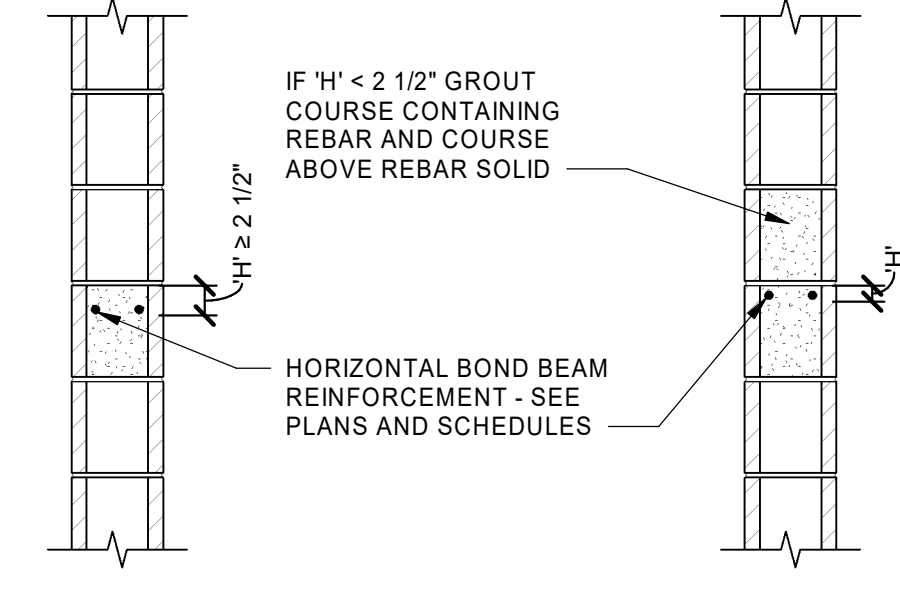 IF 'H' < 2 1/2" GROUT
COURSE CONTAINING
REBAR AND COURSE
ABOVE REBAR SOLID
'H' ≥ 2 1/2"
'H'
HORIZONTAL BOND BEAM
REINFORCEMENT - SEE
PLANS AND SCHEDULES